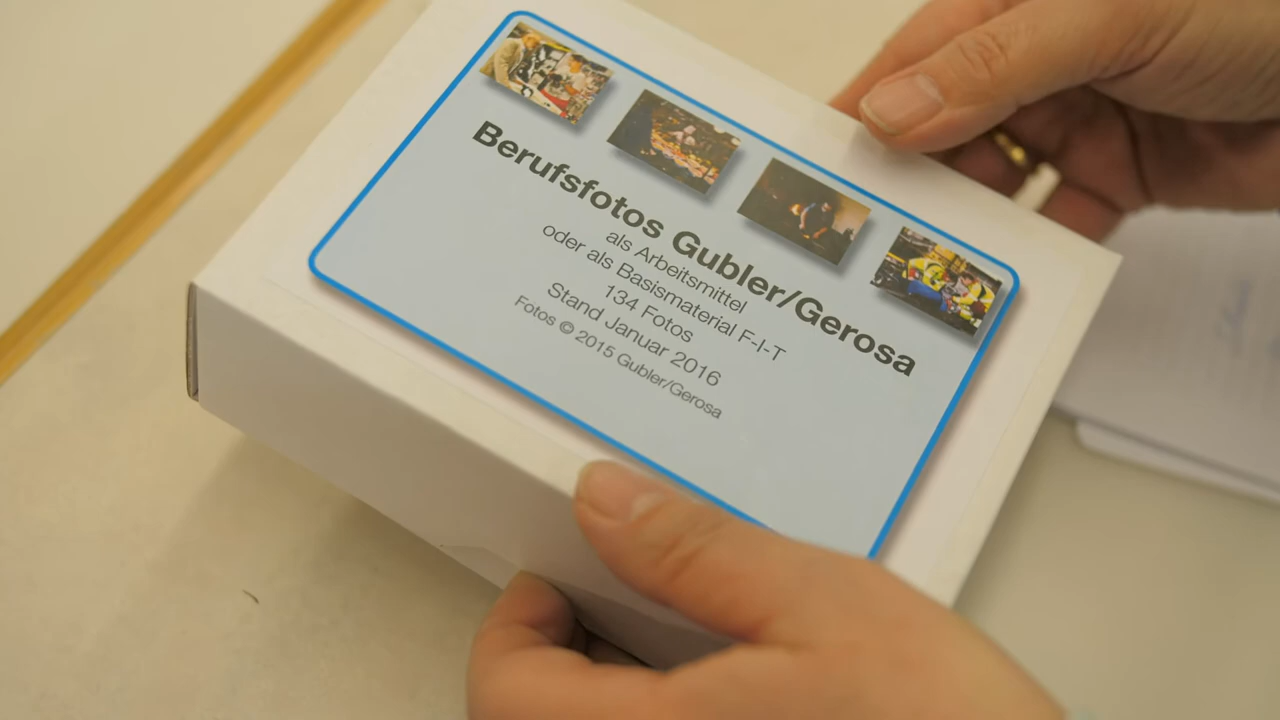 Berufsfotos Gubler/Gerosa
als Arbeitsmittel
oder als Basismaterial F-I-T
134 Fotos
Stand Januar 2016
Fotos © 2015 Gubler/Gerosa